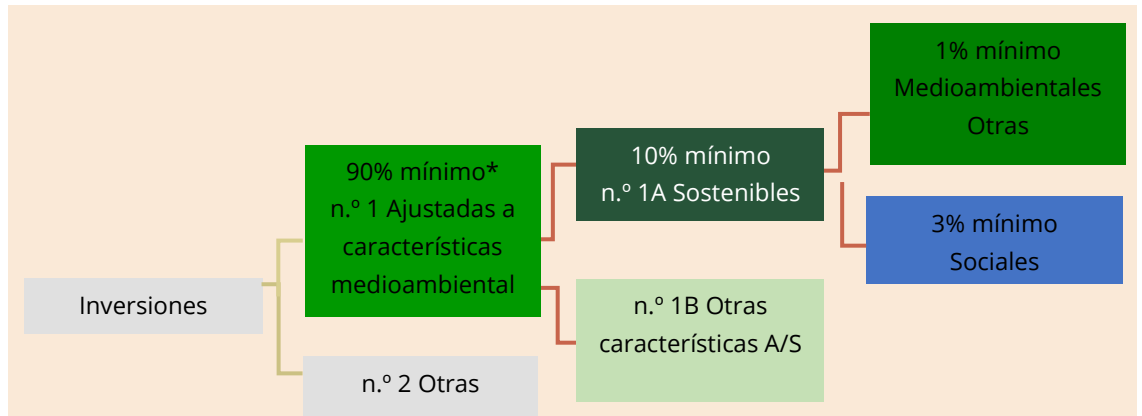 Inversiones
90% mínimo*
n.º 1 Ajustadas a
características
medioambiental
n.º 2 Otras
10% mínimo
n.º 1A Sostenibles
n.º 1B Otras
características A/S
1% mínimo
Medioambientales
Otras
3% mínimo
Sociales